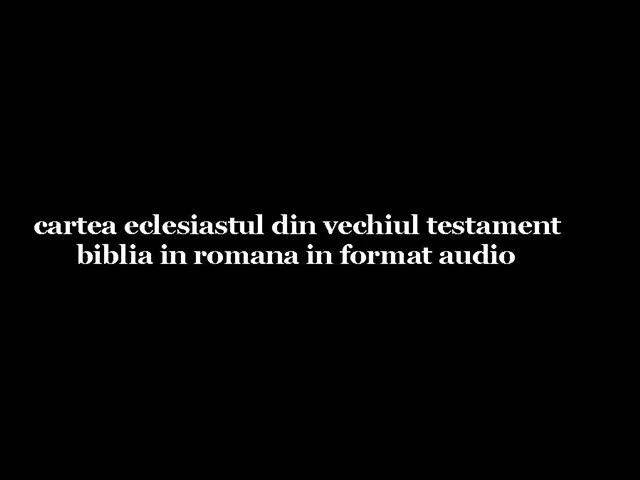 cartea eclesiastul din vechiul testament
biblia in romana in format audio